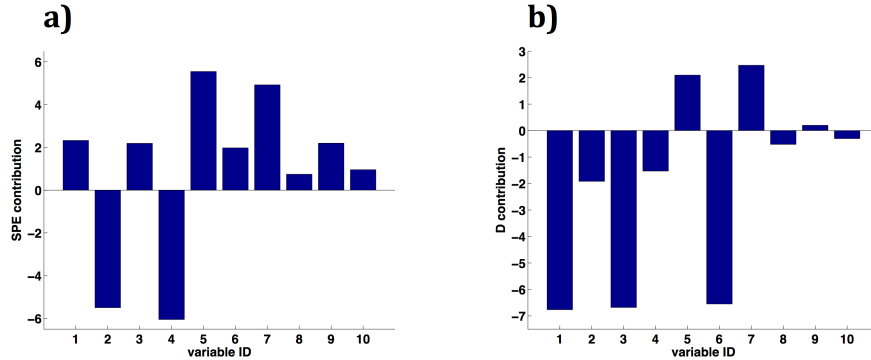 a)
SPE contribution
6
4
2
0
−2
−4
−6
1 2 3 4 5 6 7 8 9 10
variable ID
b)
D contribution
3
2
1
0
−1
−2
−3
−4
−5
−6
−7
1 2 3 4 5 6 7 8 9 10
variable ID